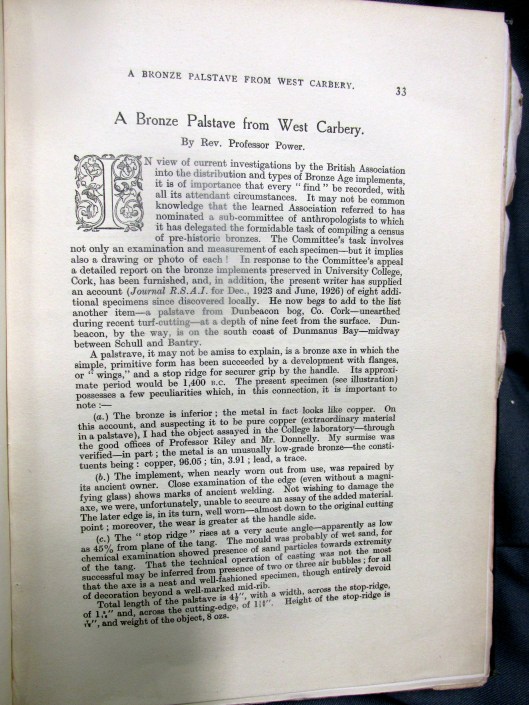 A BRONZE PALSTAVE FROM WEST CARBERY. 33
A Bronze Palstave from West Carbery.
By Rev. Professor Power.
IN view of current investigations by the British Association
into the distribution and types of Bronze Age implements,
it is of importance that every "find" be recorded, with
all its attendant circumstances. It may not be common
knowledge that the learned Association referred to has
nominated a sub-committee of anthropologists to which
it has delegated the formidable task of compiling a census
of pre-historic bronzes. The Committee's task involves
not only an examination and measurement of each specimen—but it implies
also a drawing or photo of each! In response to the Committee's appeal
a detailed report on the bronze implements preserved in University College,
Cork, has been furnished, and, in addition, the present writer has supplied
an account (Journal R.S.A.I. for Dec., 1923 and June, 1926) of eight addi-
tional specimens since discovered locally. He now begs to add to the list
another item—a palstave from Dunbeacon bog, Co. Cork—unearthed
during recent turf-cutting—at a depth of nine feet from the surface. Dun-
beacon, by the way, is on the south coast of Dunmanus Bay—midway
between Schull and Bantry.
A palstrave, it may not be amiss to explain, is a bronze axe in which the
simple, primitive form has been succeeded by a development with flanges,
or "wings," and a stop ridge for securer grip by the handle. Its approxi-
mate period would be 1,400 B.C. The present specimen (see illustration)
possesses a few peculiarities which, in this connection, it is important to
note:—
(a.) The bronze is inferior; the metal in fact looks like copper. On
this account, and suspecting it to be pure copper (extraordinary material
in a palstave), I had the object assayed in the College laboratory—through
the good offices of Professor Riley and Mr. Donnelly. My surmise was
verified—in part; the metal is an unusually low-grade bronze—the consti-
tuents being: copper, 96.05; tin, 3.91; lead, a trace.
(b.) The implement, when nearly worn out from use, was repaired by
its ancient owner. Close examination of the edge (even without a magni-
fying glass) shows marks of ancient welding. Not wishing to damage the
axe, we were, unfortunately, unable to secure an assay of the added material.
The later edge is, in its turn, well worn—almost down to the original cutting
point; moreover, the wear is greater at the handle side.
(c.) The "stop ridge" rises at a very acute angle—apparently as low
as 45% from plane of the tang. The mould was probably of wet sand, for
chemical examination showed presence of sand particles towards extremity
of the tang. That the technical operation of casting was not the most
successful may be inferred from presence of two or three air bubbles; for all
that the axe is a neat and well-fashioned specimen, though entirely devoid
of decoration beyond a well-marked mid-rib.
Total length of the palstave is 4½", with a width, across the stop-ridge,
of and, across the cutting-edge, of Height of the stop-ridge is
and weight of the object, 8 ozs.